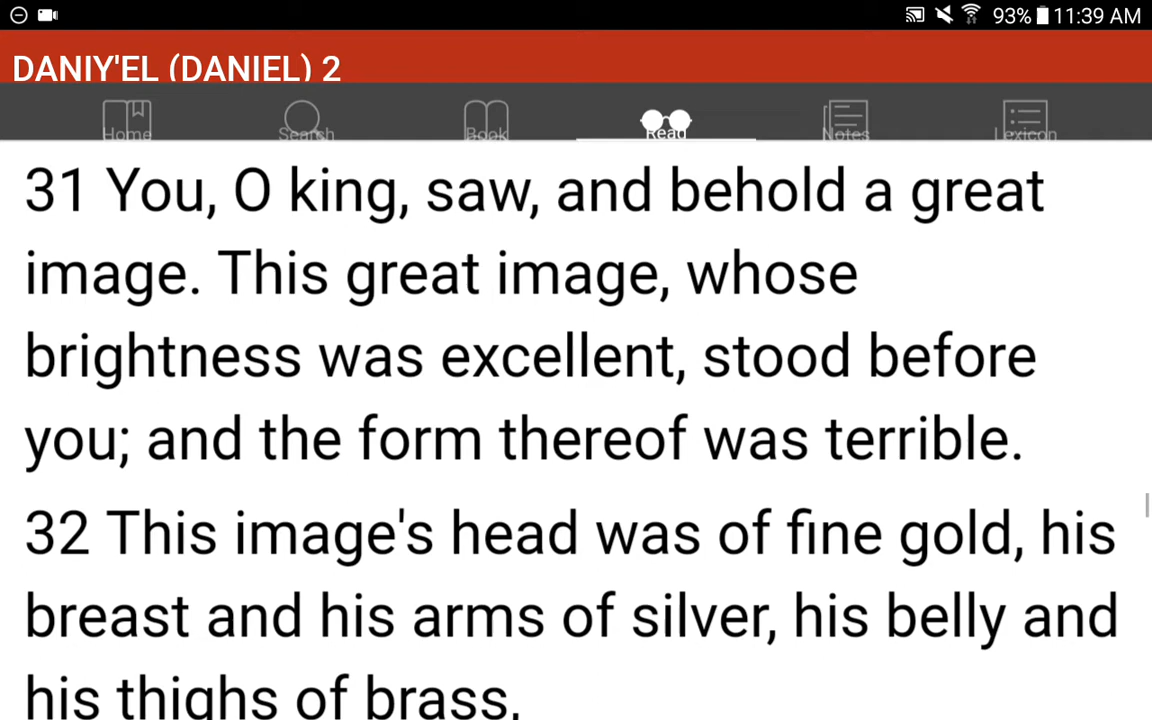 93% 11:39 AM
DANIY'EL (DANIEL) 2
Home Search Book Read Notes Lexicon
31 You, O king, saw, and behold a great
image. This great image, whose
brightness was excellent, stood before
you; and the form thereof was terrible.
32 This image's head was of fine gold, his
breast and his arms of silver, his belly and
his thighs of brass,